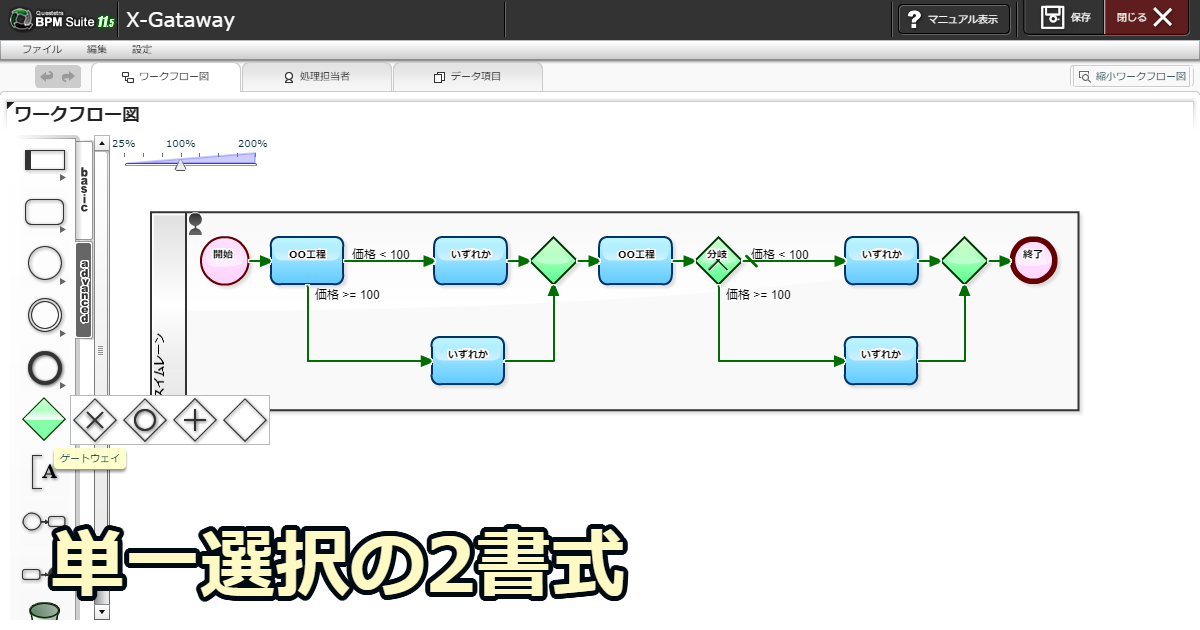 Questetra
BPM Suite 11.5
X-Gataway
マニュアル表示
保存
閉じる
ファイル 編集 設定
ワークフロー図
処理担当者
データ項目
縮小ワークフロー図
ワークフロー図
25% 100% 200%
basic
advanced
開始
OO工程
価格 < 100
いずれか
OO工程
分岐
価格 < 100
いずれか
終了
価格 >= 100
価格 >= 100
いずれか
いずれか
スイムレーン
A
ゲートウェイ
単一選択の2書式